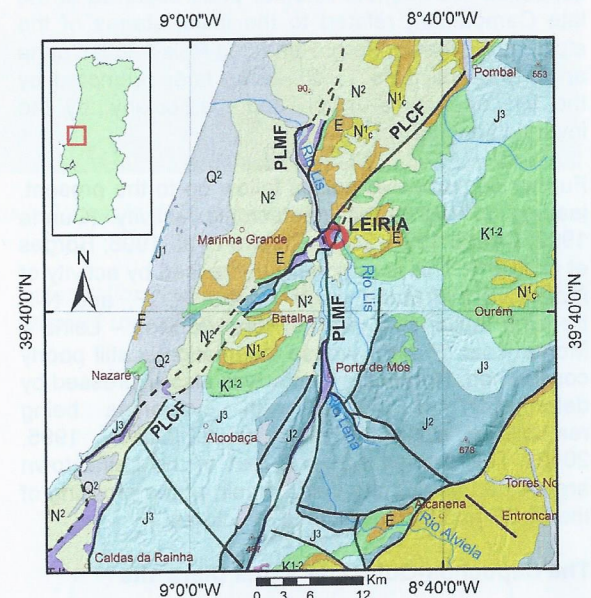 9°0'0"W
8°40'0"W
Pombal
553
90
N²
N¹c
J³
E
N¹c
PLCF
PLMF
Rio Lis
Q²
N²
LEIRIA
Marinha Grande
E
K¹⁻²
E
J¹
N
Rio Lis
N¹c
39°40'0"N
39°40'0"N
E
N²
Batalha
PLMF
Ourém
N²
N¹c
Q²
Nazaré
K¹⁻²
Porto de Mós
J³
J³
PLCF
J³
Alcobaça
J²
Rio Lena
J²
676
Q²
Torres No
N²
J³
Alcanena
Entroncam
E
Rio Alviela
J³
Caldas da Rainha
K¹⁻²
9°0'0"W
8°40'0"W
Km
0 3 6 12